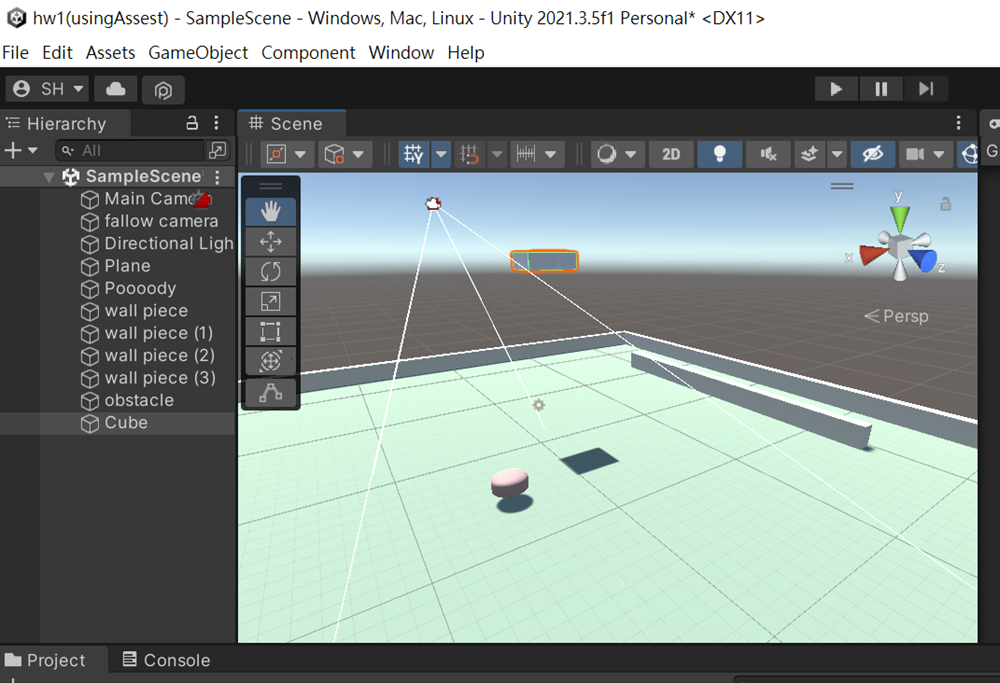 hw1(usingAssest) - SampleScene - Windows, Mac, Linux - Unity 2021.3.5f1 Personal* <DX11>
File Edit Assets GameObject Component Window Help
SH
Hierarchy
Scene
All
2D
G
SampleScene
Main Cam
fallow camera
Directional Ligh
Plane
Poooody
wall piece
wall piece (1)
wall piece (2)
wall piece (3)
obstacle
Cube
y
x
z
Persp
Project
Console